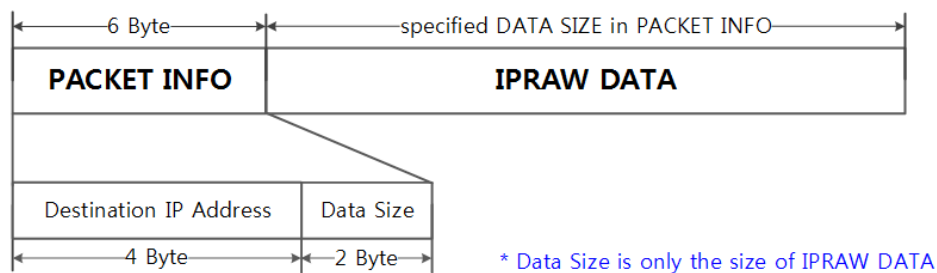 6 Byte
specified DATA SIZE in PACKET INFO
PACKET INFO
IPRAW DATA
Destination IP Address
Data Size
4 Byte
2 Byte
* Data Size is only the size of IPRAW DATA